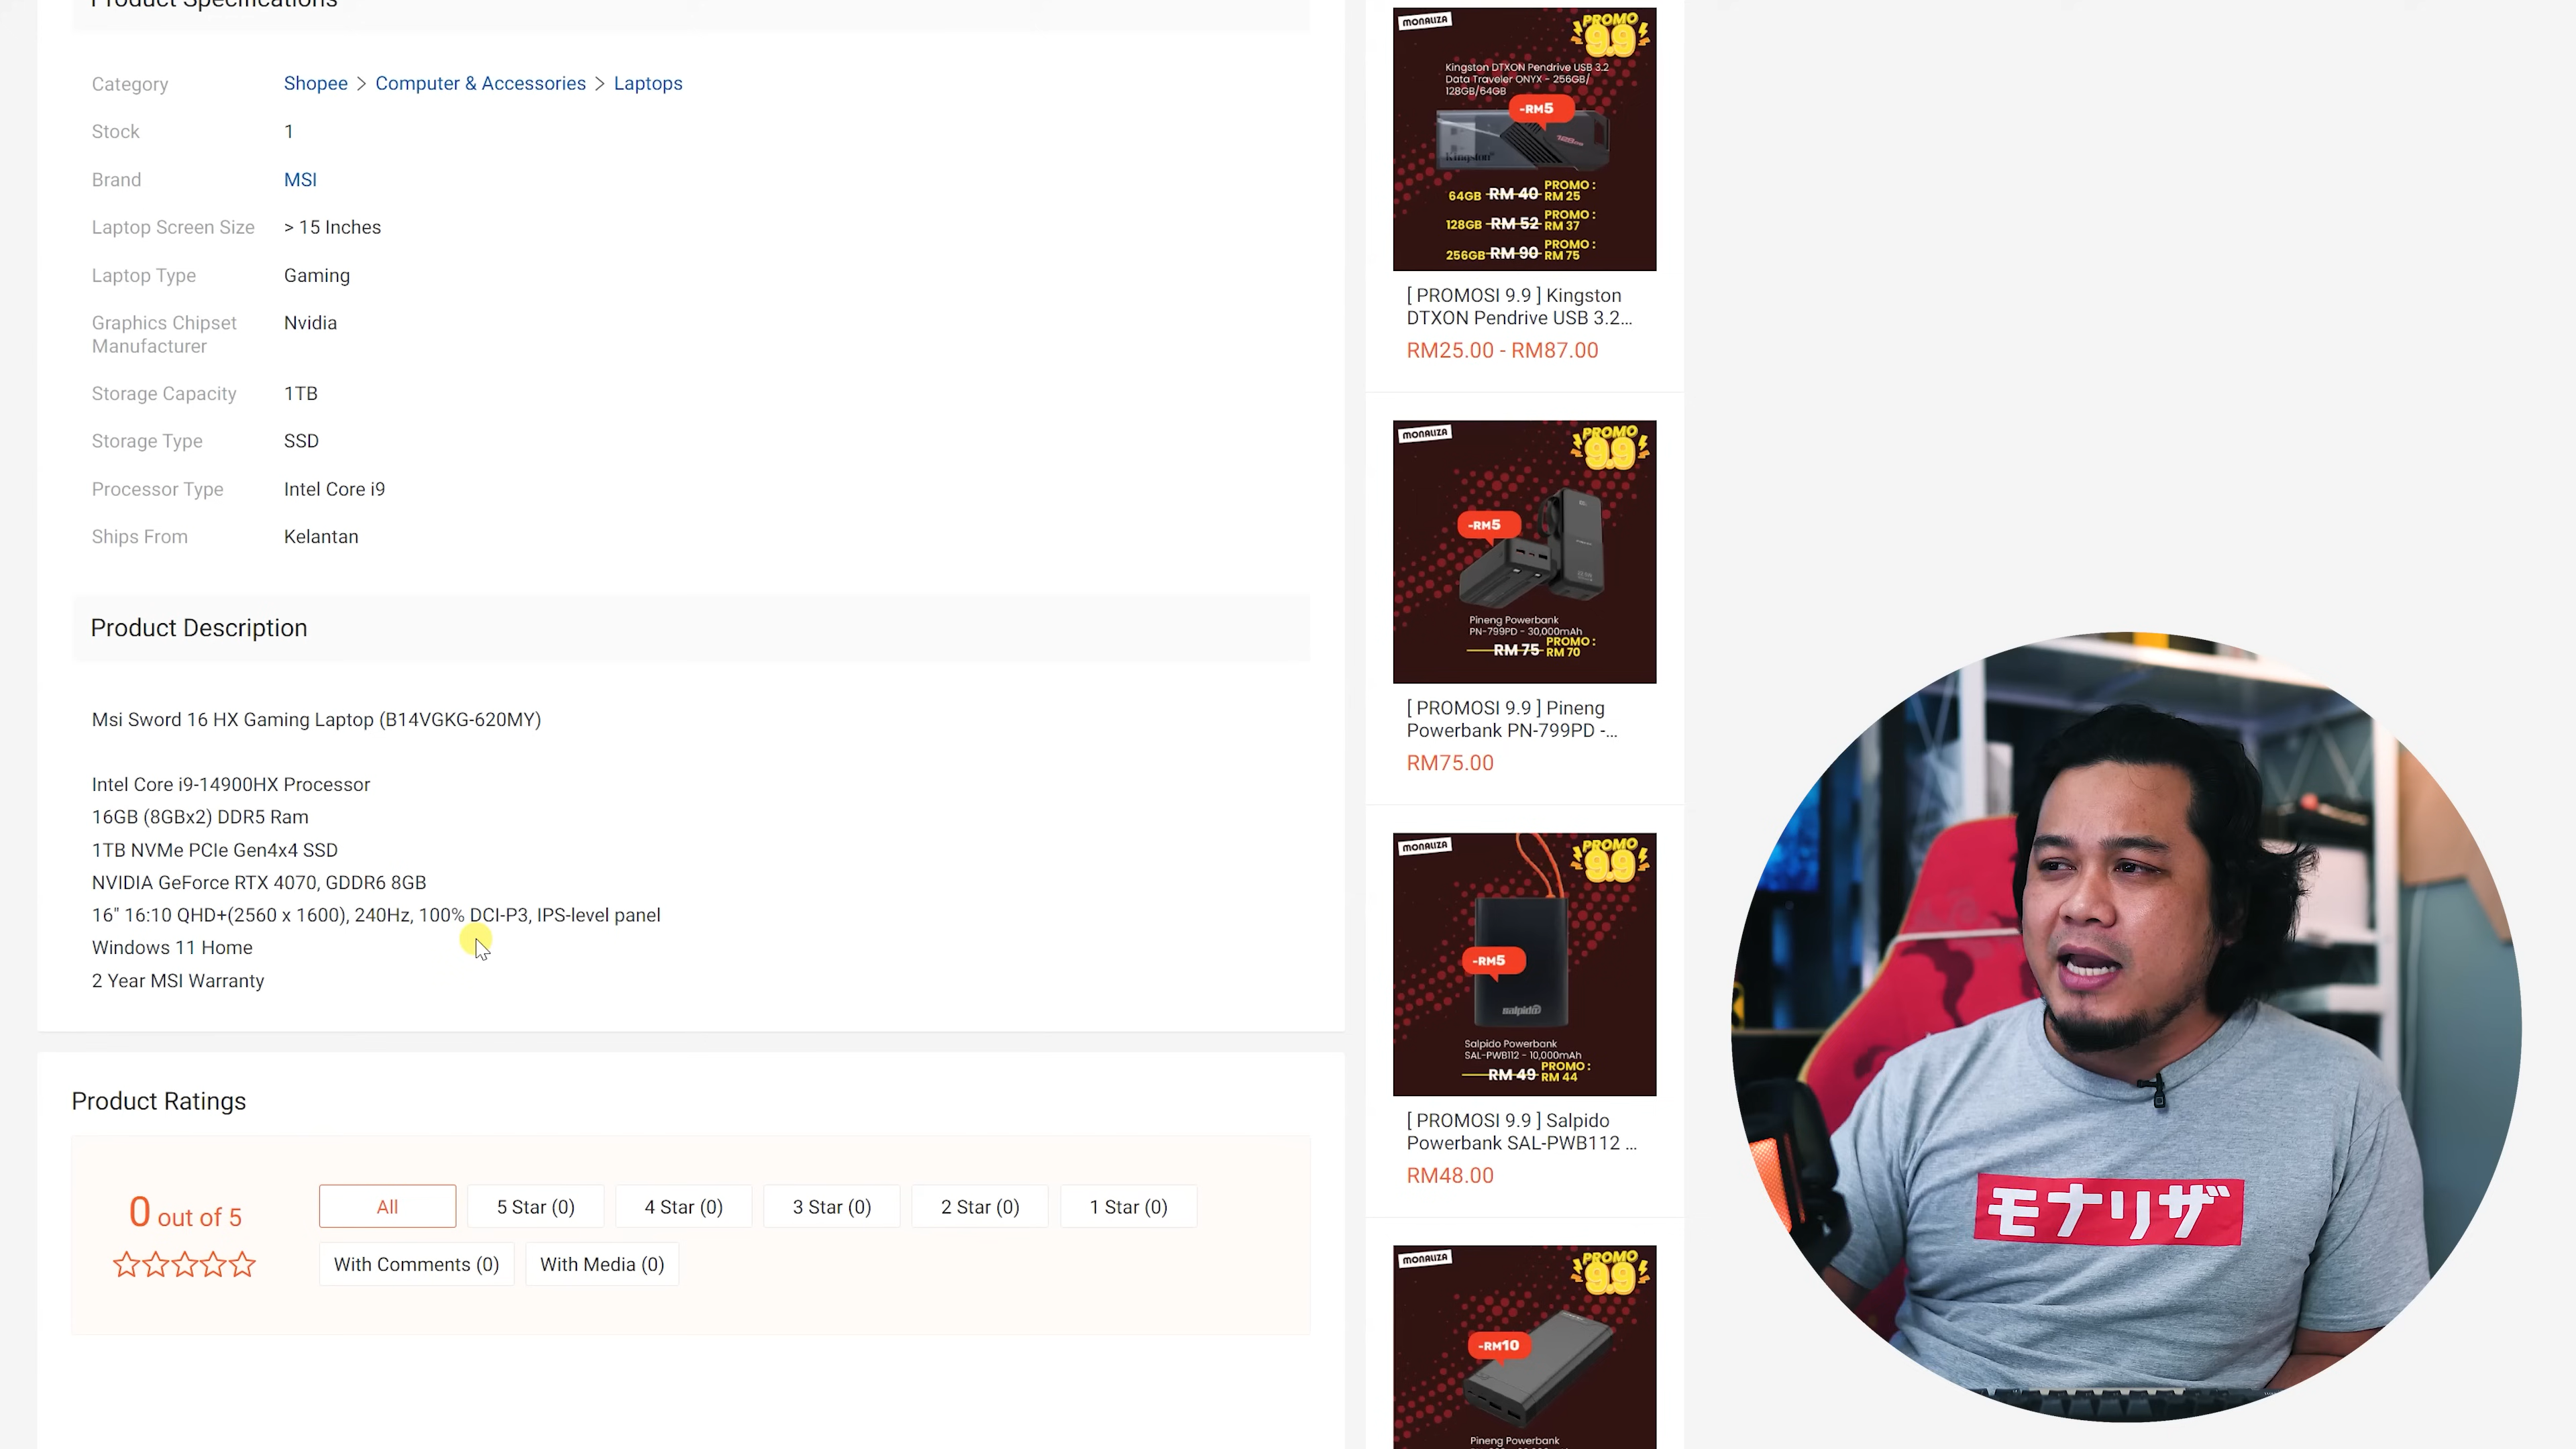 Product Specifications
Category Shopee > Computer & Accessories > Laptops
Stock 1
Brand MSI
Laptop Screen Size > 15 Inches
Laptop Type Gaming
Graphics Chipset Manufacturer Nvidia
Storage Capacity 1TB
Storage Type SSD
Processor Type Intel Core i9
Ships From Kelantan
Product Description
Msi Sword 16 HX Gaming Laptop (B14VGKG-620MY)
Intel Core i9-14900HX Processor
16GB (8GBx2) DDR5 Ram
1TB NVMe PCIe Gen4x4 SSD
NVIDIA GeForce RTX 4070, GDDR6 8GB
16" 16:10 QHD+(2560 x 1600), 240Hz, 100% DCI-P3, IPS-level panel
Windows 11 Home
2 Year MSI Warranty
Product Ratings
0 out of 5
All
5 Star (0)
4 Star (0)
3 Star (0)
2 Star (0)
1 Star (0)
With Comments (0)
With Media (0)
MONALIZA
PROMO
9.9
Kingston DTXON Pendrive USB 3.2
Data Traveler ONYX - 256GB/
128GB/64GB
-RM5
Kingston
64GB RM 40 PROMO : RM 25
128GB RM 52 PROMO : RM 37
256GB RM 90 PROMO : RM 75
[ PROMOSI 9.9 ] Kingston
DTXON Pendrive USB 3.2...
RM25.00 - RM87.00
MONALIZA
PROMO
9.9
-RM5
Pineng Powerbank
PN-799PD - 30,000mAh
RM 75 PROMO : RM 70
[ PROMOSI 9.9 ] Pineng
Powerbank PN-799PD -...
RM75.00
MONALIZA
PROMO
9.9
-RM5
salpido
Salpido Powerbank
SAL-PWB112 - 10,000mAh
RM 49 PROMO : RM 44
[ PROMOSI 9.9 ] Salpido
Powerbank SAL-PWB112 ...
RM48.00
MONALIZA
PROMO
9.9
-RM10
Pineng Powerbank
モナリザ